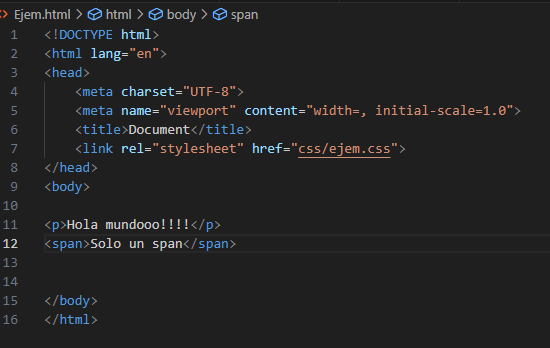 Ejem.html > html > body > span
1 <!DOCTYPE html>
2 <html lang="en">
3 <head>
4     <meta charset="UTF-8">
5     <meta name="viewport" content="width=, initial-scale=1.0">
6     <title>Document</title>
7     <link rel="stylesheet" href="css/ejem.css">
8 </head>
9 <body>
10
11 <p>Hola mundooo!!!!</p>
12 <span>Solo un span</span>
13
14
15 </body>
16 </html>